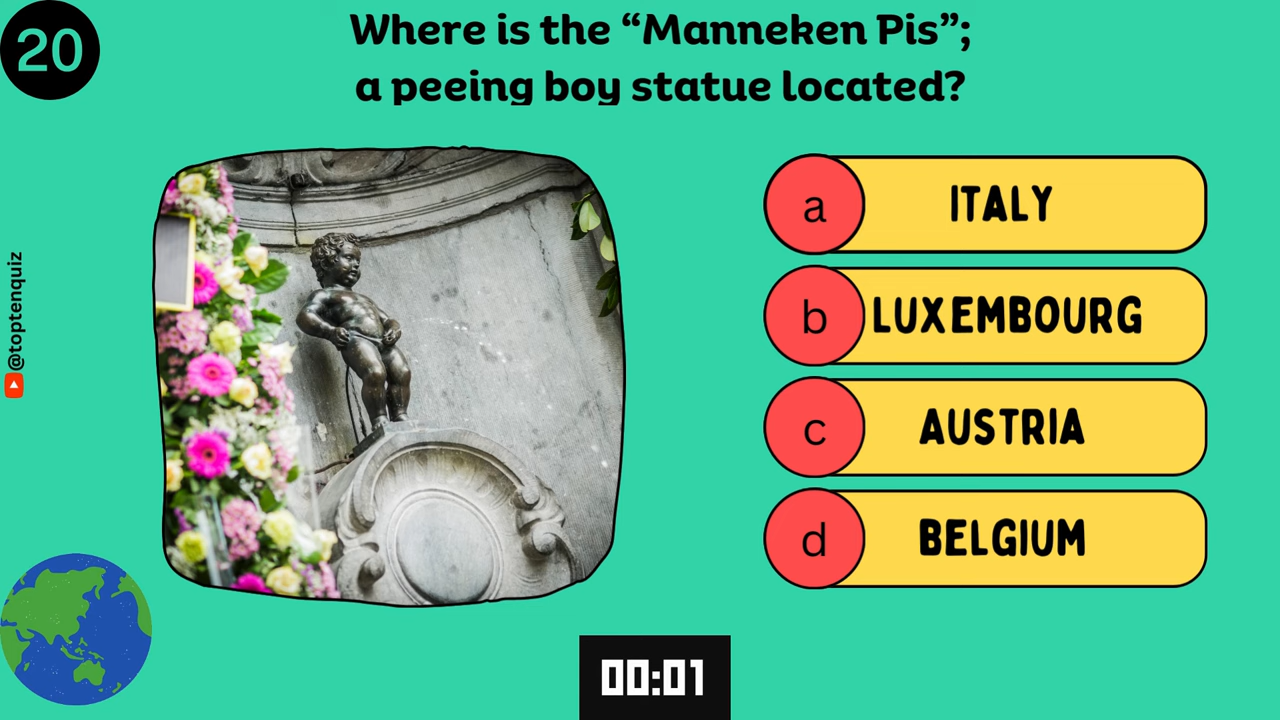 20
Where is the “Manneken Pis”;
a peeing boy statue located?
a ITALY
b LUXEMBOURG
c AUSTRIA
d BELGIUM
@toptenquiz
00:01